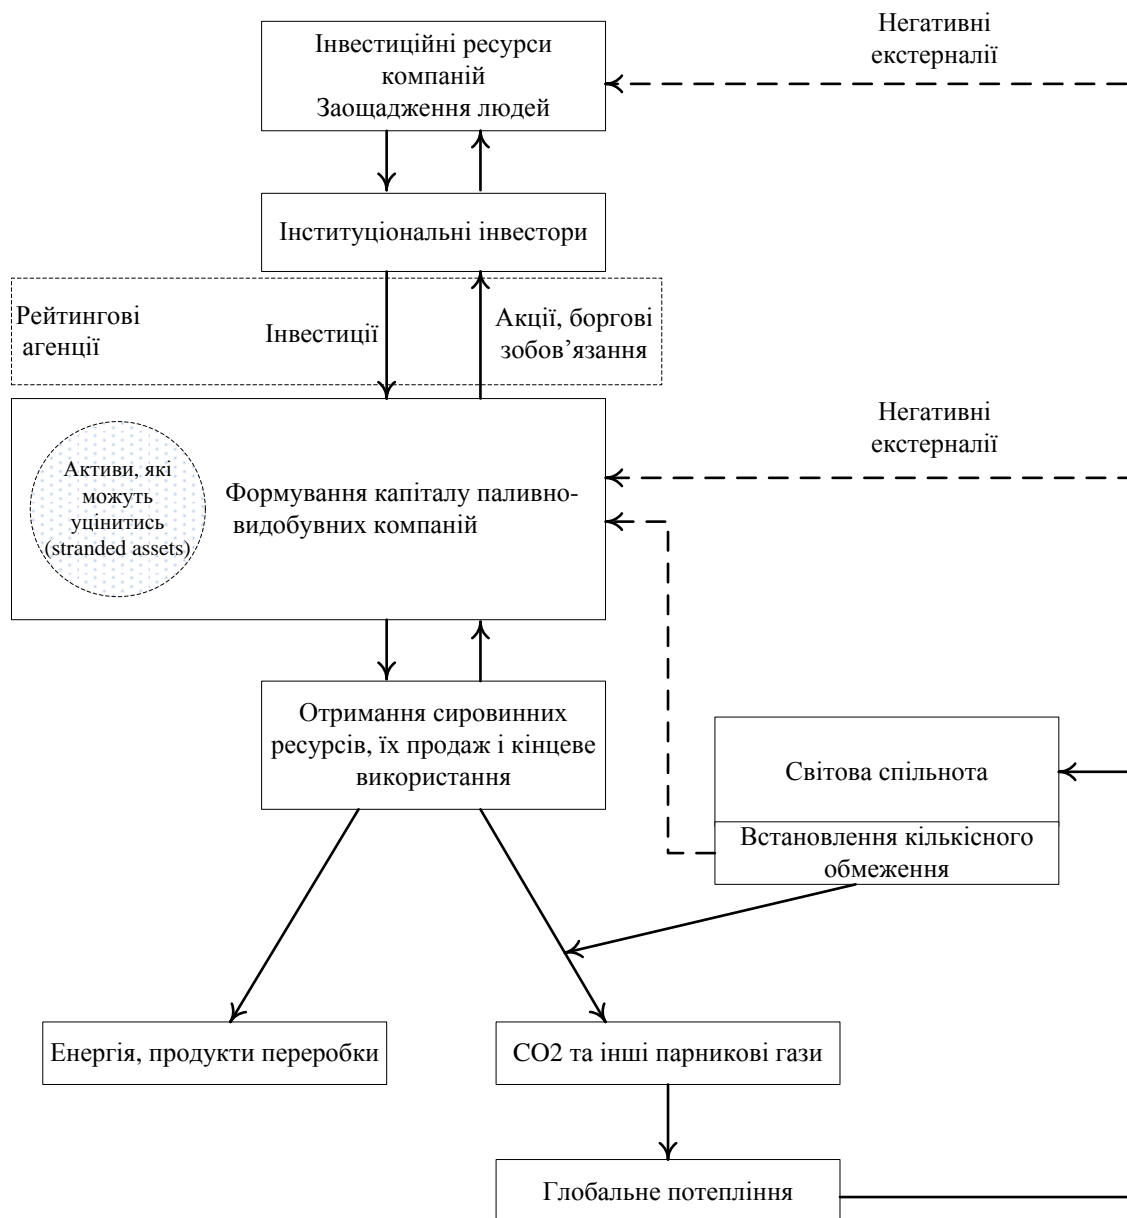 Негативні
екстерналії
Інвестиційні ресурси
компаній
Заощадження людей
Інституціональні інвестори
Рейтингові
агенції
Інвестиції
Акції, боргові
зобов’язання
Негативні
екстерналії
Активи, які
можуть
уцінитись
(stranded assets)
Формування капіталу паливно-
видобувних компаній
Отримання сировинних
ресурсів, їх продаж і кінцеве
використання
Світова спільнота
Встановлення кількісного
обмеження
Енергія, продукти переробки
СО2 та інші парникові гази
Глобальне потепління